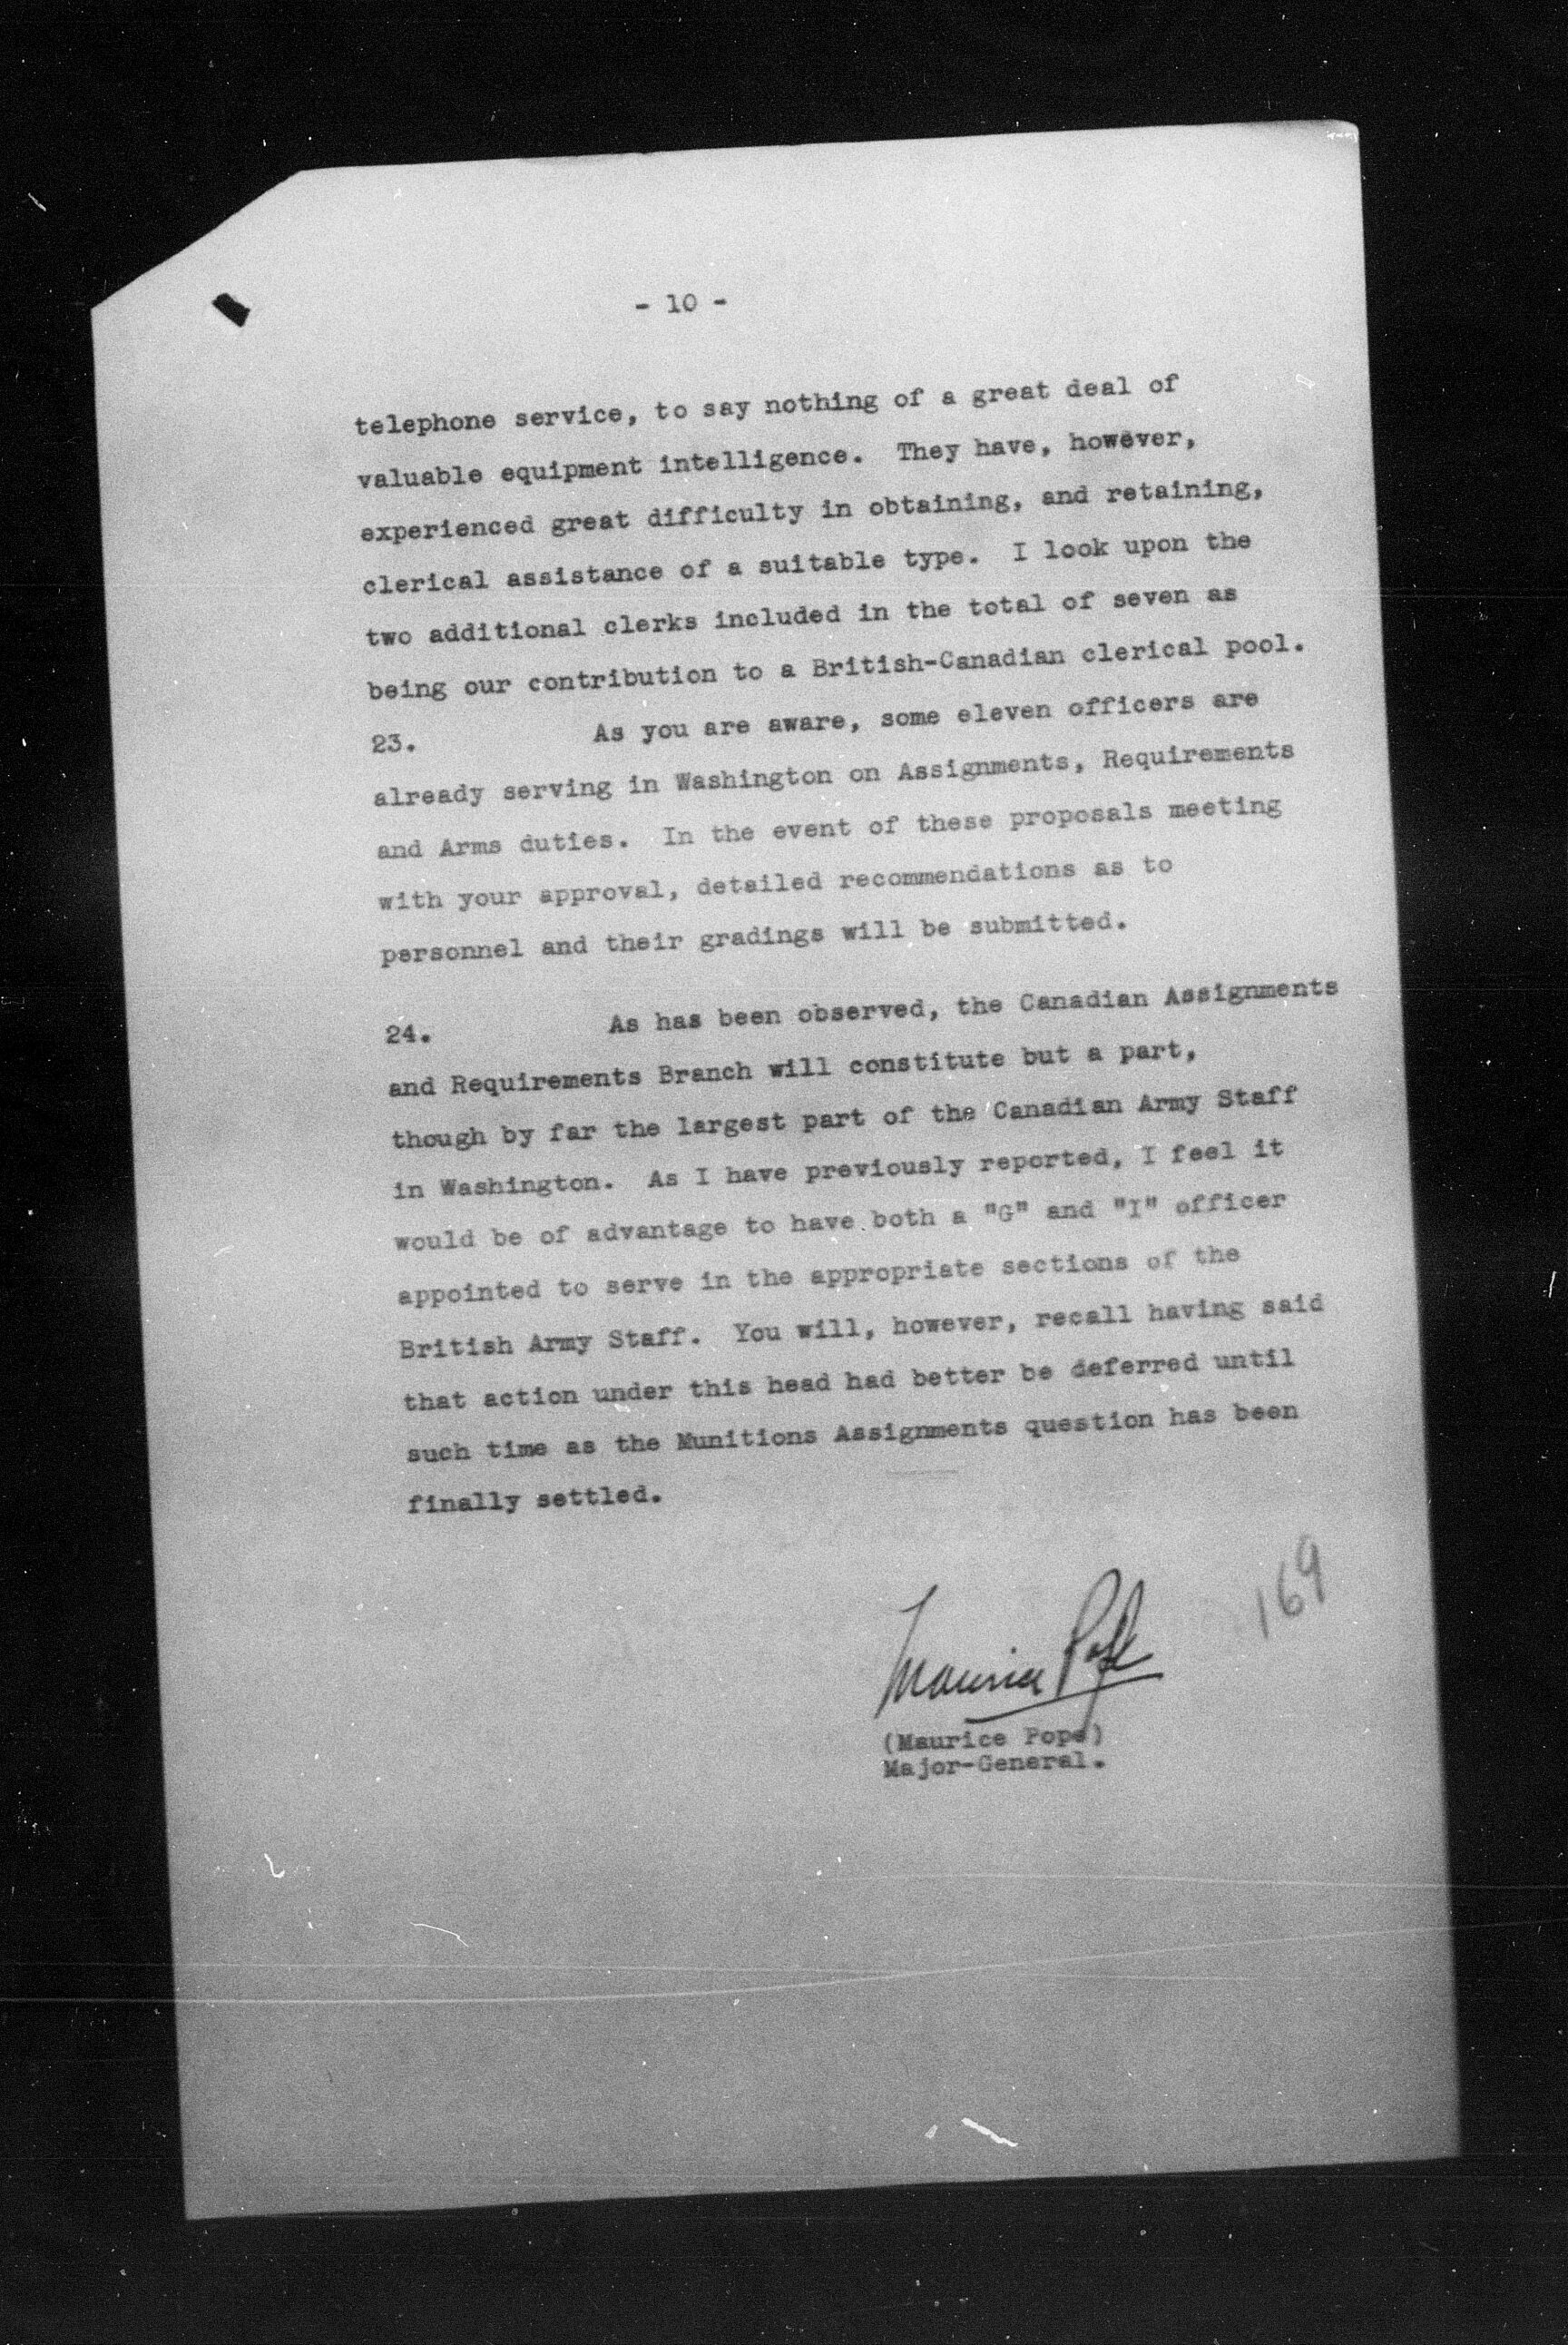 - 10 -
telephone service, to say nothing of a great deal of
valuable equipment intelligence. They have, however,
experienced great difficulty in obtaining, and retaining,
clerical assistance of a suitable type. I look upon the
two additional clerks included in the total of seven as
being our contribution to a British-Canadian clerical pool.
23. As you are aware, some eleven officers are
already serving in Washington on Assignments, Requirements
and Arms duties. In the event of these proposals meeting
with your approval, detailed recommendations as to
personnel and their gradings will be submitted.
24. As has been observed, the Canadian Assignments
and Requirements Branch will constitute but a part,
though by far the largest part of the Canadian Army Staff
in Washington. As I have previously reported, I feel it
would be of advantage to have both a "G" and "I" officer
appointed to serve in the appropriate sections of the
British Army Staff. You will, however, recall having said
that action under this head had better be deferred until
such time as the Munitions Assignments question has been
finally settled.
169
Maurice Pope
(Maurice Pope)
Major-General.